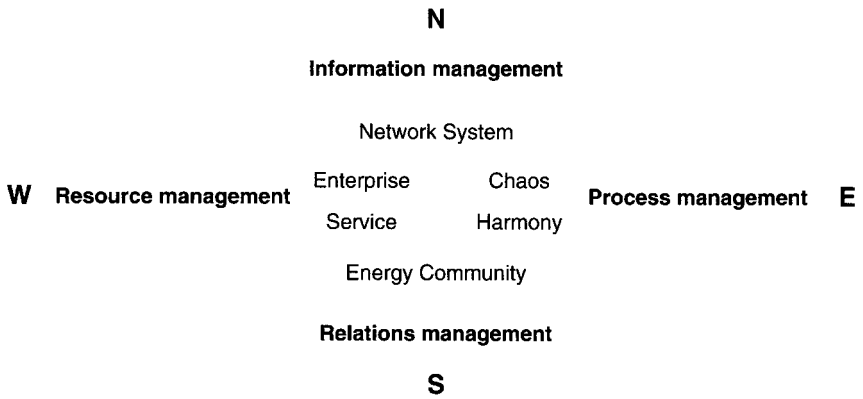 N
Information management
Network System
Enterprise Chaos
W Resource management Process management E
Service Harmony
Energy Community
Relations management
S